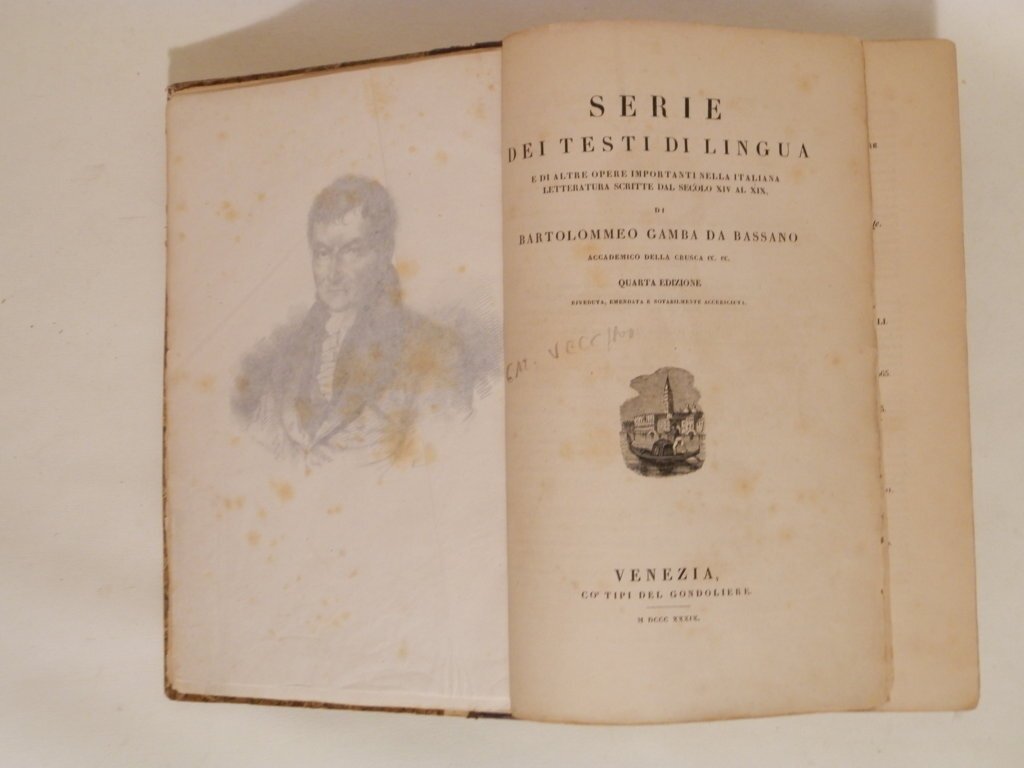 SERIE
DEI TESTI DI LINGUA
E DI ALTRE OPERE IMPORTANTI NELLA ITALIANA
LETTERATURA SCRITTE DAL SECOLO XIV AL XIX.
DI
BARTOLOMMEO GAMBA DA BASSANO
ACCADEMICO DELLA CRUSCA EC. EC.
QUARTA EDIZIONE
RIVEDUTA, EMENDATA E NOTABILMENTE ACCRESCIUTA.
VENEZIA,
CO' TIPI DEL GONDOLIERE.
M DCCC XXXIX.